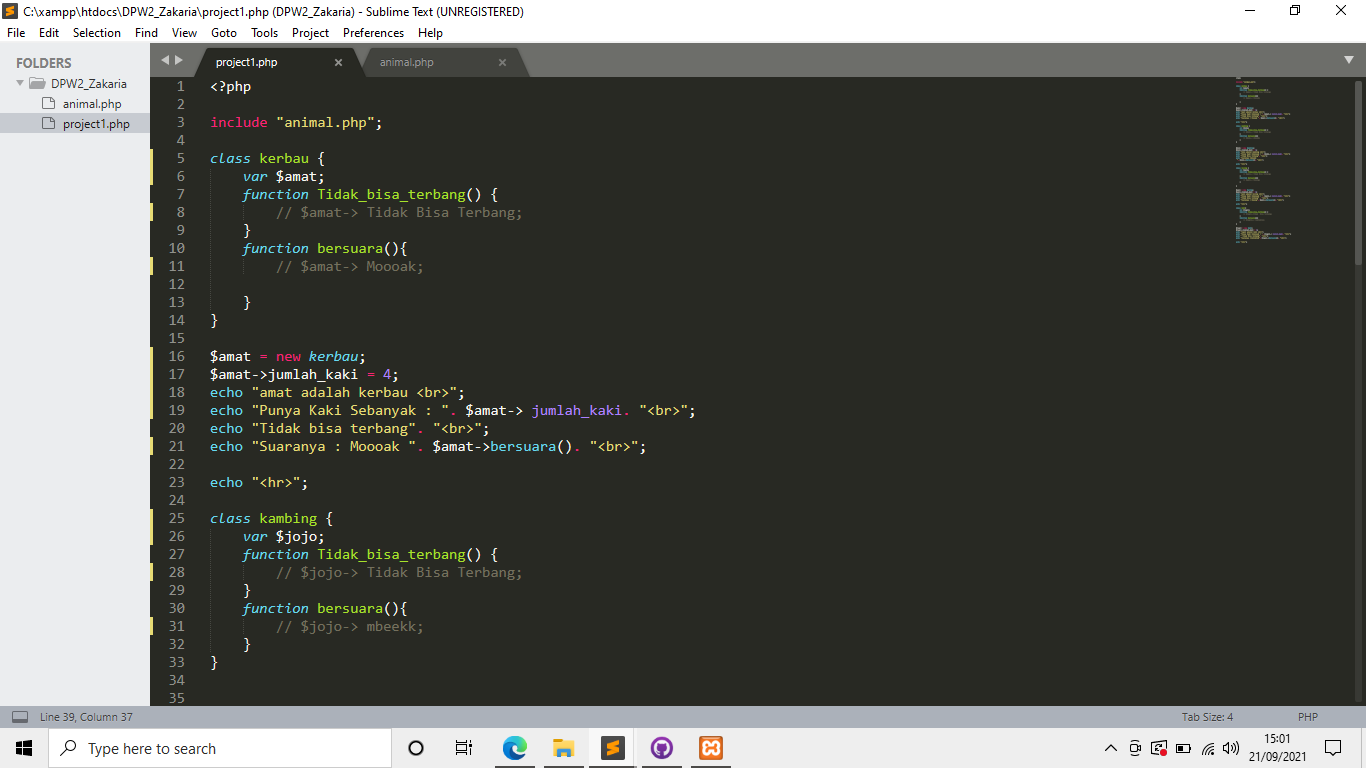 C:\xampp\htdocs\DPW2_Zakaria\project1.php (DPW2_Zakaria) - Sublime Text (UNREGISTERED)
File Edit Selection Find View Goto Tools Project Preferences Help
FOLDERS
DPW2_Zakaria
animal.php
project1.php
project1.php animal.php
1 <?php
2
3 include "animal.php";
4
5 class kerbau {
6 var $amat;
7 function Tidak_bisa_terbang() {
8 // $amat-> Tidak Bisa Terbang;
9 }
10 function bersuara(){
11 // $amat-> Moooak;
12
13 }
14 }
15
16 $amat = new kerbau;
17 $amat->jumlah_kaki = 4;
18 echo "amat adalah kerbau <br>";
19 echo "Punya Kaki Sebanyak : ". $amat-> jumlah_kaki. "<br>";
20 echo "Tidak bisa terbang". "<br>";
21 echo "Suaranya : Moooak ". $amat->bersuara(). "<br>";
22
23 echo "<hr>";
24
25 class kambing {
26 var $jojo;
27 function Tidak_bisa_terbang() {
28 // $jojo-> Tidak Bisa Terbang;
29 }
30 function bersuara(){
31 // $jojo-> mbeekk;
32 }
33 }
34
35
Line 39, Column 37 Tab Size: 4 PHP
Type here to search
15:01
21/09/2021